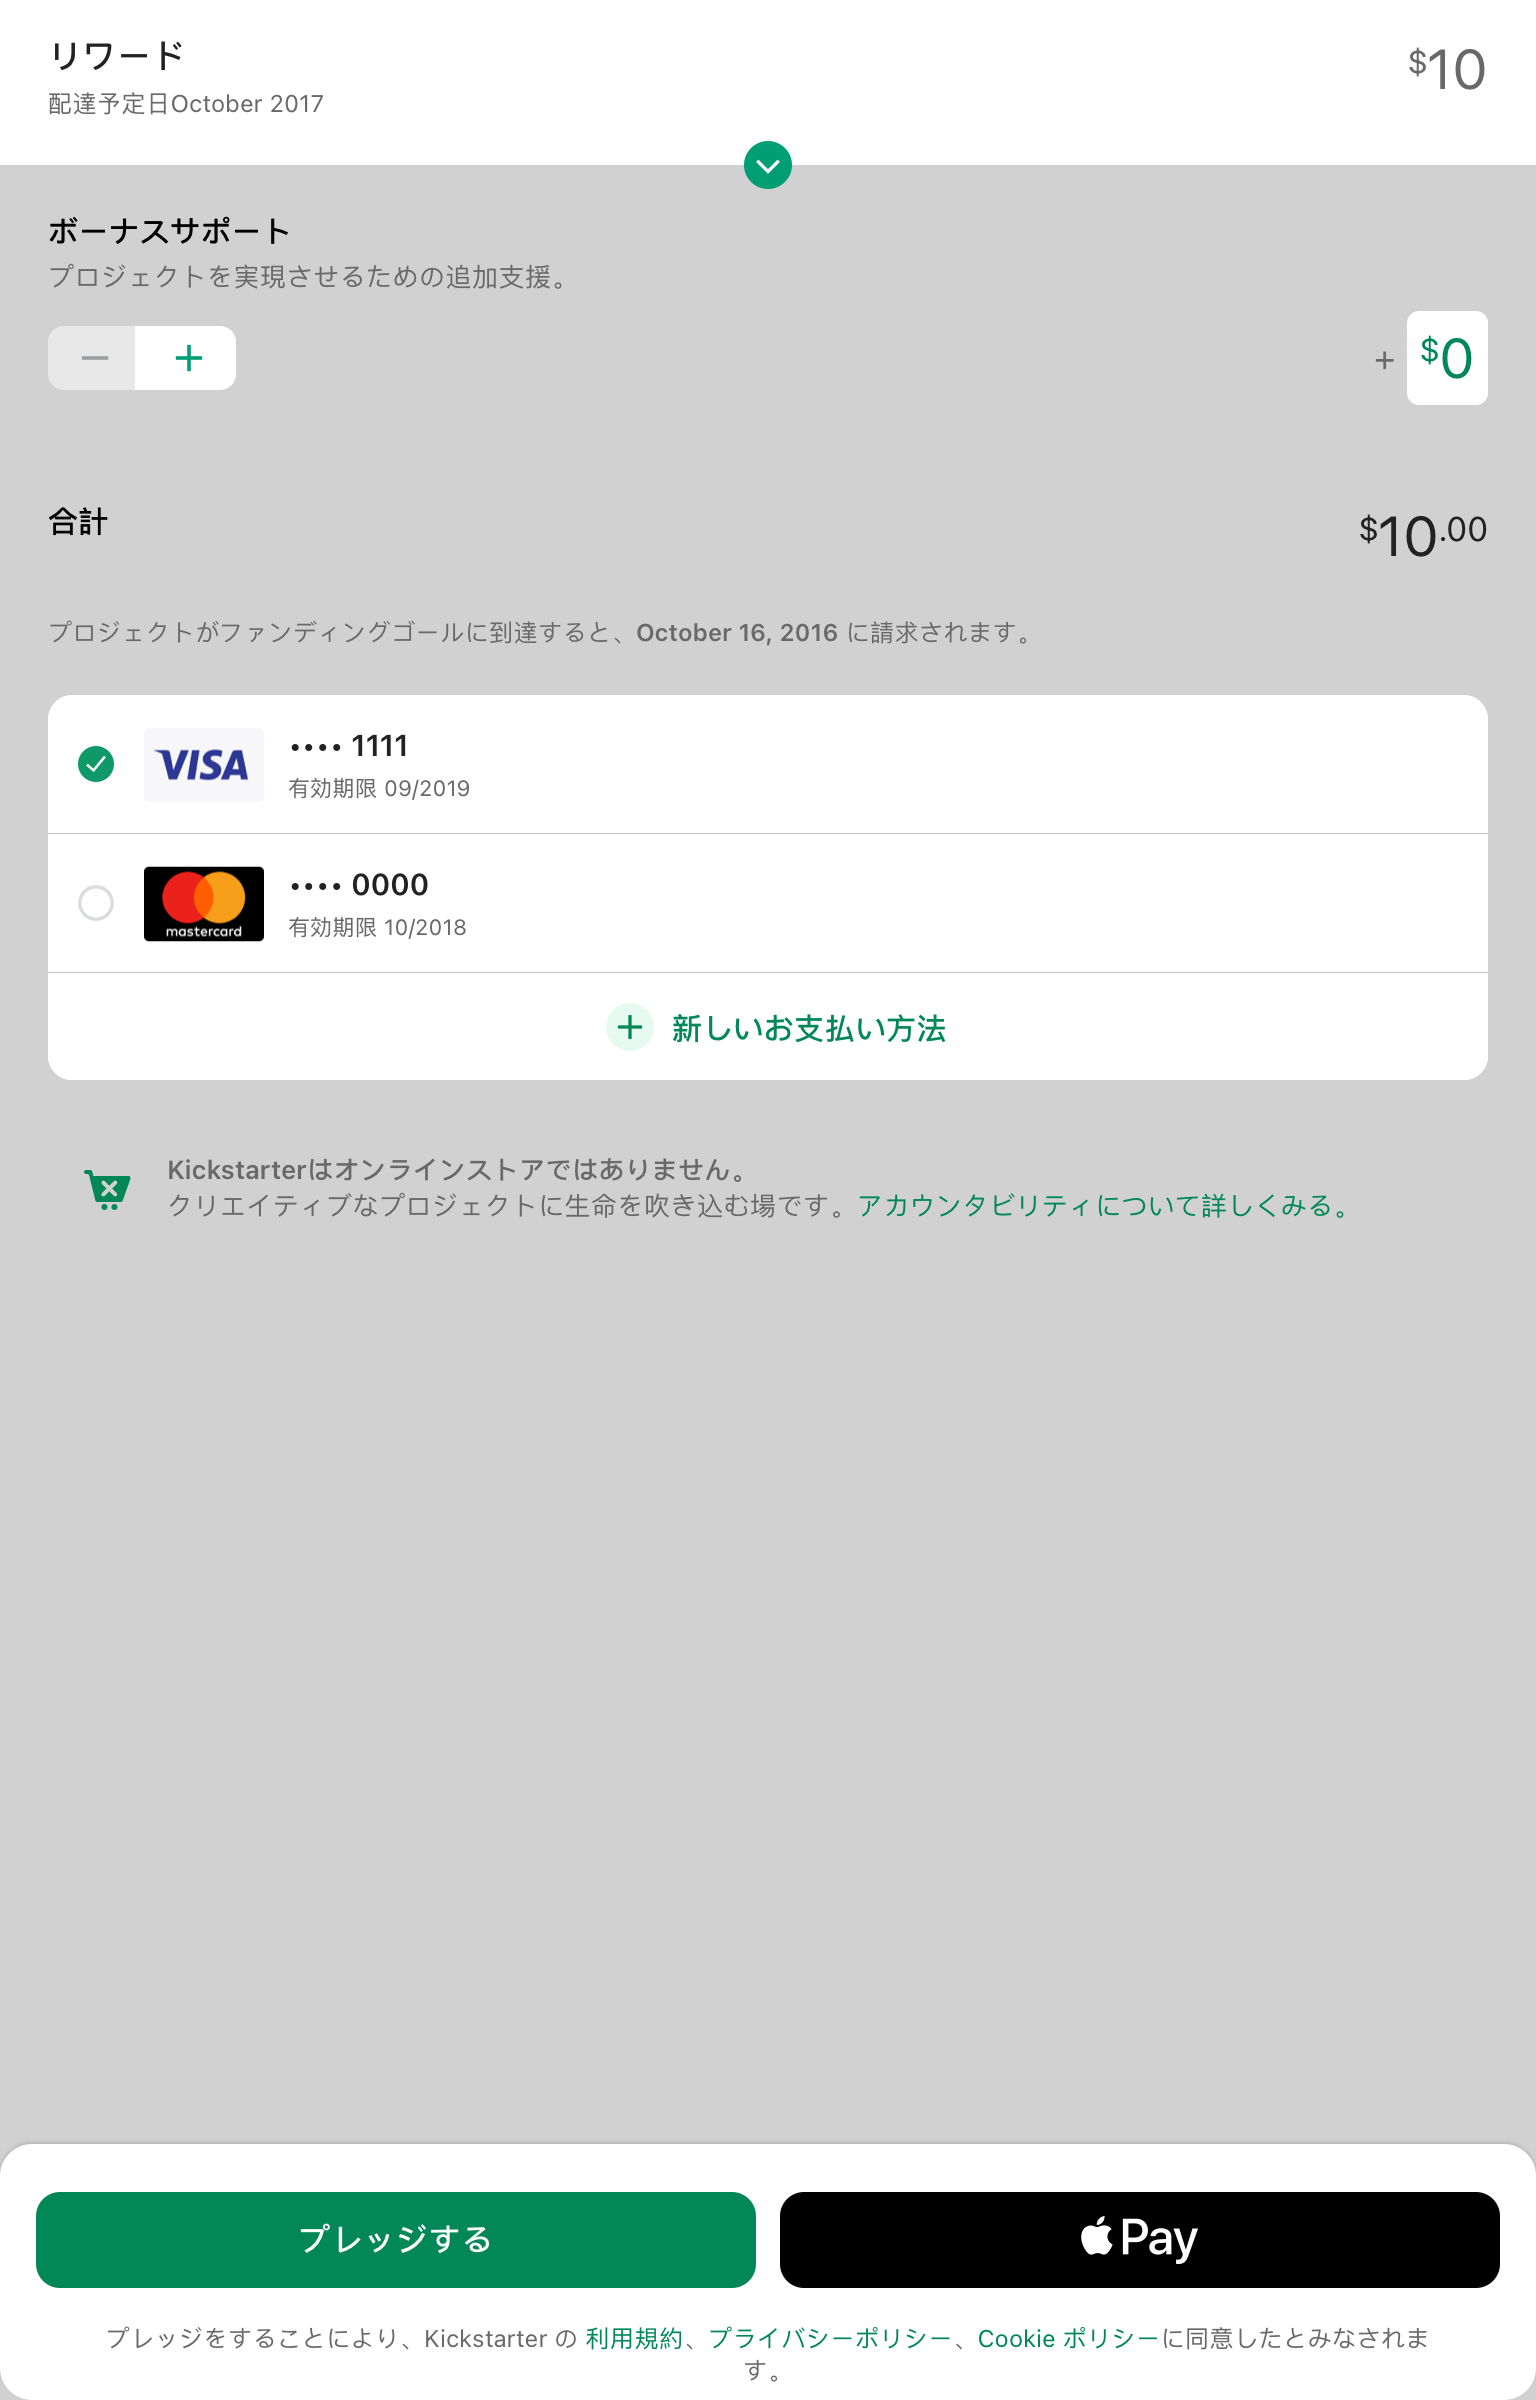 リワード
$10
配達予定日October 2017
ボーナスサポート
プロジェクトを実現させるための追加支援。
+ $0
合計
$10.00
プロジェクトがファンディングゴールに到達すると、October 16, 2016 に請求されます。
VISA
•••• 1111
有効期限 09/2019
mastercard
•••• 0000
有効期限 10/2018
新しいお支払い方法
Kickstarterはオンラインストアではありません。
クリエイティブなプロジェクトに生命を吹き込む場です。アカウンタビリティについて詳しくみる。
プレッジする
Pay
プレッジをすることにより、Kickstarter の 利用規約、プライバシーポリシー、Cookie ポリシーに同意したとみなされま
す。